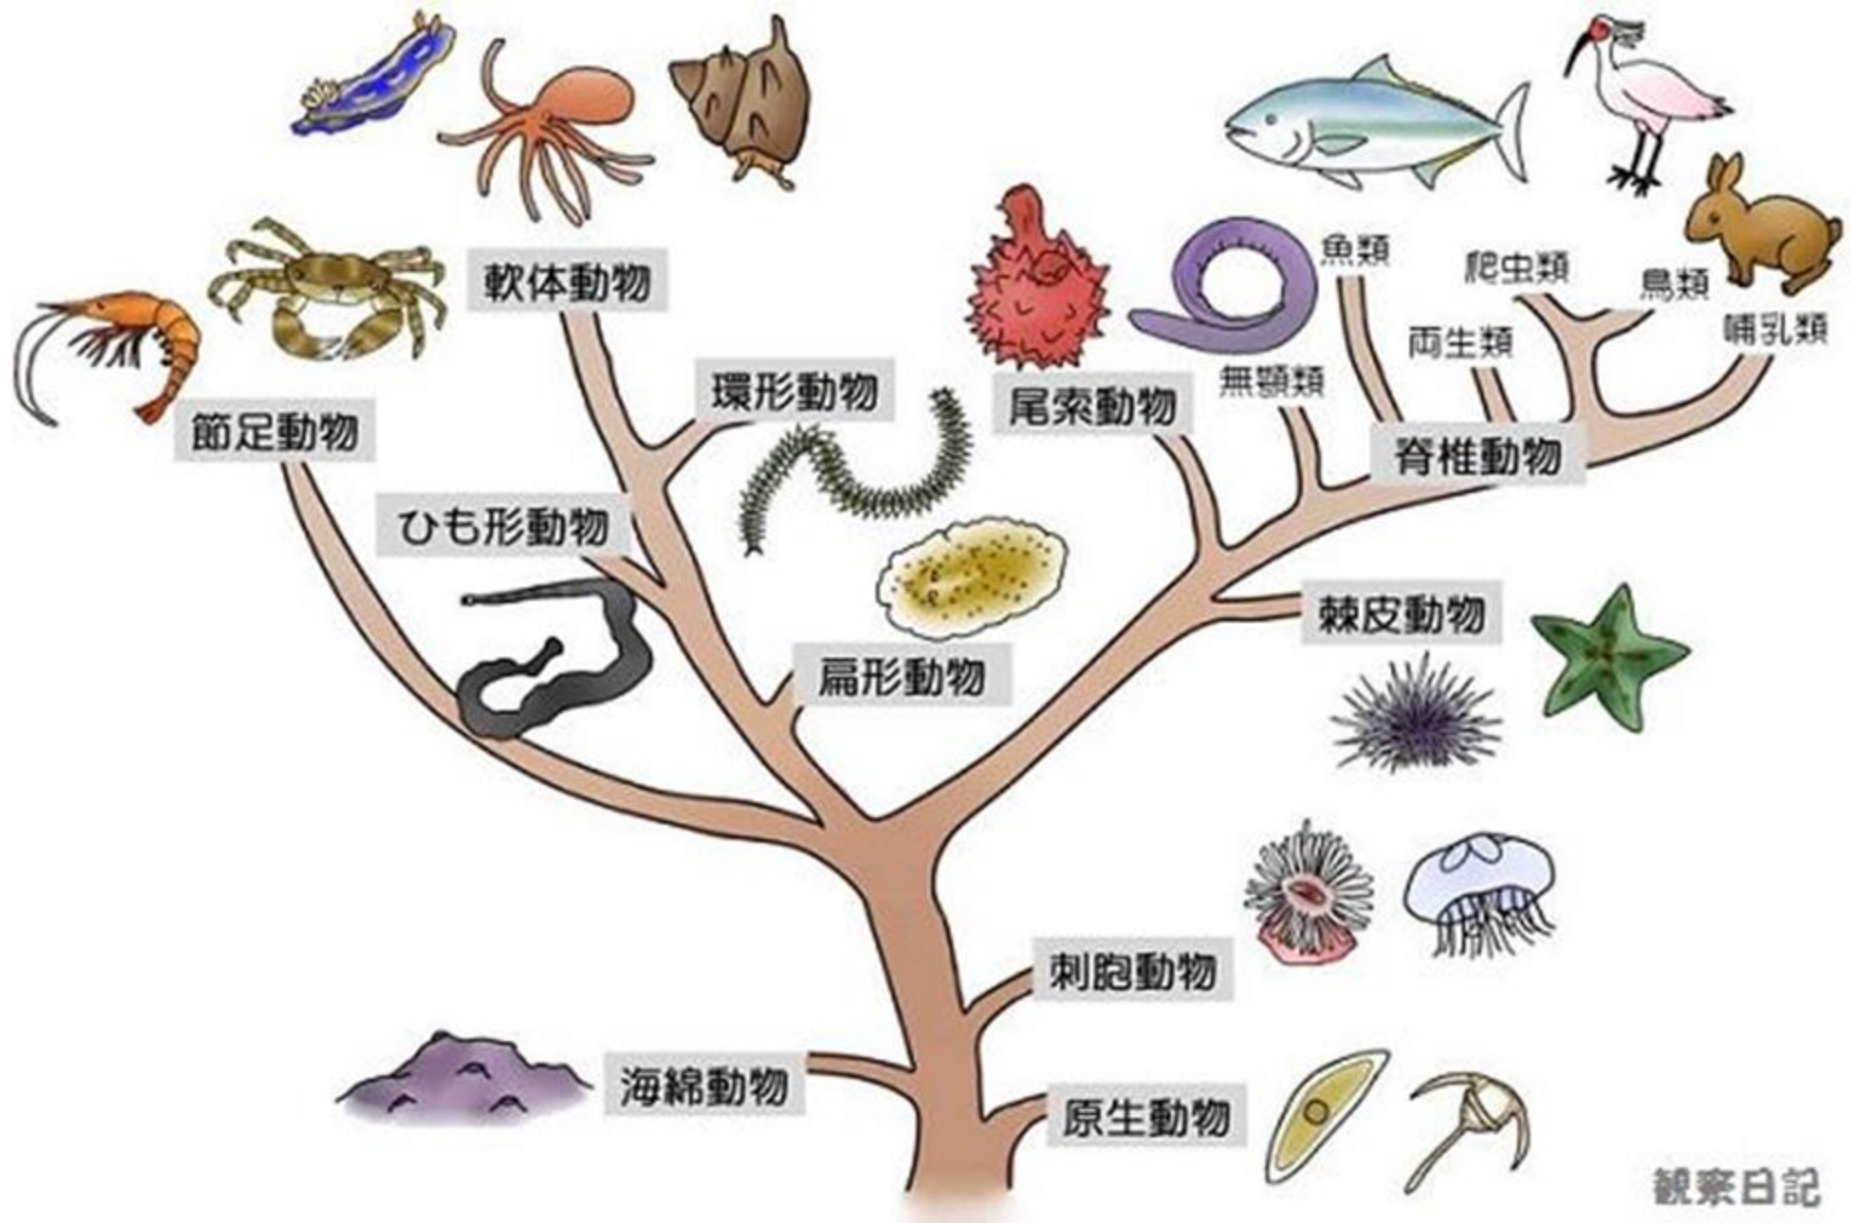 魚類
爬虫類
鳥類
軟体動物
哺乳類
両生類
環形動物
尾索動物
無顎類
節足動物
脊椎動物
ひも形動物
棘皮動物
扁形動物
刺胞動物
海綿動物
原生動物
観察日記